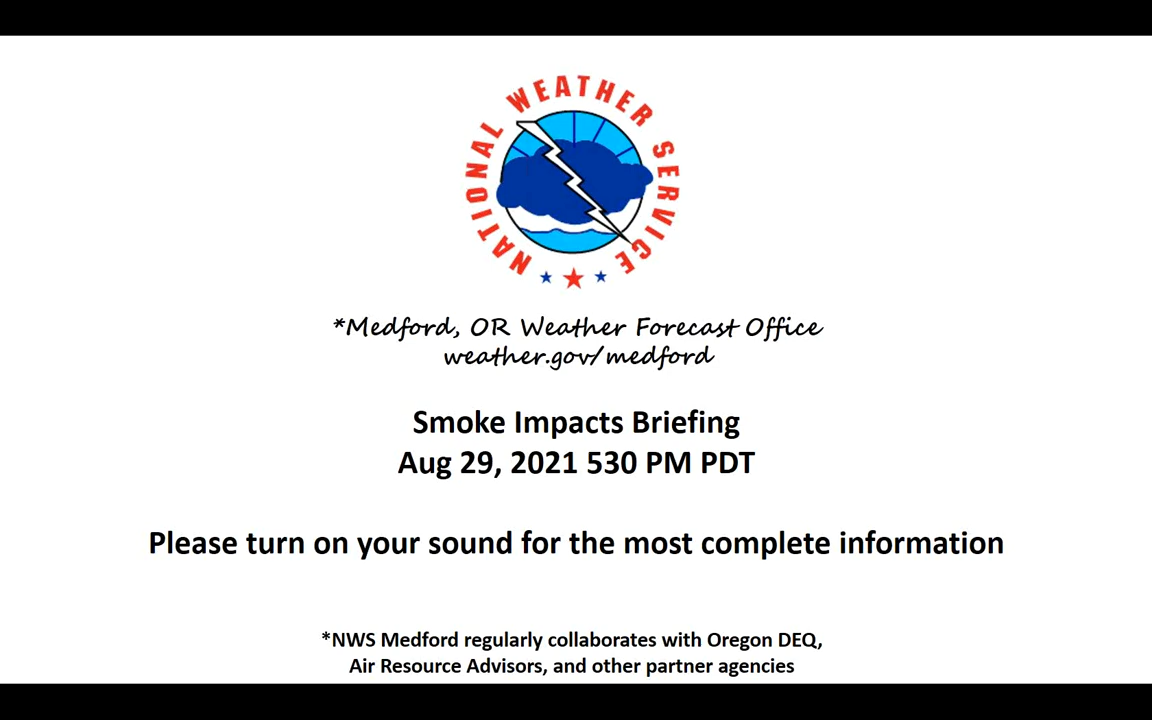 NATIONAL WEATHER SERVICE
*Medford, OR Weather Forecast Office
weather.gov/medford
Smoke Impacts Briefing
Aug 29, 2021 530 PM PDT
Please turn on your sound for the most complete information
*NWS Medford regularly collaborates with Oregon DEQ,
Air Resource Advisors, and other partner agencies